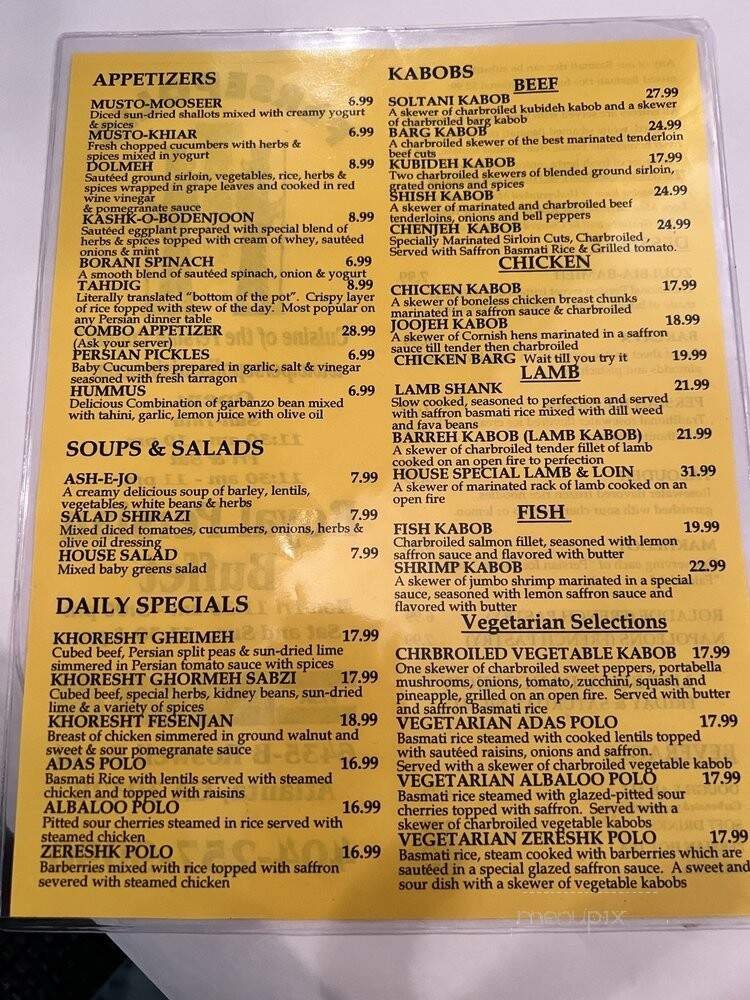 APPETIZERS
MUSTO-MOOSEER 6.99
Diced sun-dried shallots mixed with creamy yogurt
& spices
MUSTO-KHIAR 6.99
Fresh chopped cucumbers with herbs &
spices mixed in yogurt
DOLMEH 8.99
Sautéed ground sirloin, vegetables, rice, herbs &
spices wrapped in grape leaves and cooked in red
wine vinegar
& pomegranate sauce
KASHK-O-BODENJOON 8.99
Sautéed eggplant prepared with special blend of
herbs & spices topped with cream of whey, sautéed
onions & mint
BORANI SPINACH 6.99
A smooth blend of sautéed spinach, onion & yogurt
TAHDIG 8.99
Literally translated "bottom of the pot". Crispy layer
of rice topped with stew of the day. Most popular on
any Persian dinner table
COMBO APPETIZER 28.99
(Ask your server)
PERSIAN PICKLES 6.99
Baby Cucumbers prepared in garlic, salt & vinegar
seasoned with fresh tarragon
HUMMUS 6.99
Delicious Combination of garbanzo bean mixed
with tahini, garlic, lemon juice with olive oil
SOUPS & SALADS
ASH-E-JO 7.99
A creamy delicious soup of barley, lentils,
vegetables, white beans & herbs
SALAD SHIRAZI 7.99
Mixed diced tomatoes, cucumbers, onions, herbs &
olive oil dressing
HOUSE SALAD 7.99
Mixed baby greens salad
DAILY SPECIALS
KHORESHT GHEIMEH 17.99
Cubed beef, Persian split peas & sun-dried lime
simmered in Persian tomato sauce with spices
KHORESHT GHORMEH SABZI 17.99
Cubed beef, special herbs, kidney beans, sun-dried
lime & a variety of spices
KHORESHT FESENJAN 18.99
Breast of chicken simmered in ground walnut and
sweet & sour pomegranate sauce
ADAS POLO 16.99
Basmati Rice with lentils served with steamed
chicken and topped with raisins
ALBALOO POLO 16.99
Pitted sour cherries steamed in rice served with
steamed chicken
ZERESHK POLO 16.99
Barberries mixed with rice topped with saffron
severed with steamed chicken
KABOBS
BEEF
SOLTANI KABOB 27.99
A skewer of charbroiled kubideh kabob and a skewer
of charbroiled barg kabob
BARG KABOB 24.99
A charbroiled skewer of the best marinated tenderloin
beef cuts
KUBIDEH KABOB 17.99
Two charbroiled skewers of blended ground sirloin,
grated onions and spices
SHISH KABOB 24.99
A skewer of marinated and charbroiled beef
tenderloins, onions and bell peppers
CHENJEH KABOB 24.99
Specially Marinated Sirloin Cuts, Charbroiled ,
Served with Saffron Basmati Rice & Grilled tomato.
CHICKEN
CHICKEN KABOB 17.99
A skewer of boneless chicken breast chunks
marinated in a saffron sauce & charbroiled
JOOJEH KABOB 18.99
A skewer of Cornish hens marinated in a saffron
sauce till tender then charbroiled
CHICKEN BARG Wait till you try it 19.99
LAMB
LAMB SHANK 21.99
Slow cooked, seasoned to perfection and served
with saffron basmati rice mixed with dill weed
and fava beans
BARREH KABOB (LAMB KABOB) 21.99
A skewer of charbroiled tender fillet of lamb
cooked on an open fire to perfection
HOUSE SPECIAL LAMB & LOIN 31.99
A skewer of marinated rack of lamb cooked on an
open fire
FISH
FISH KABOB 19.99
Charbroiled salmon fillet, seasoned with lemon
saffron sauce and flavored with butter
SHRIMP KABOB 22.99
A skewer of jumbo shrimp marinated in a special
sauce, seasoned with lemon saffron sauce and
flavored with butter
Vegetarian Selections
CHRBROILED VEGETABLE KABOB 17.99
One skewer of charbroiled sweet peppers, portabella
mushrooms, onions, tomato, zucchini, squash and
pineapple, grilled on an open fire. Served with butter
and saffron Basmati rice
VEGETARIAN ADAS POLO 17.99
Basmati rice steamed with cooked lentils topped
with sautéed raisins, onions and saffron.
Served with a skewer of charbroiled vegetable kabob
VEGETARIAN ALBALOO POLO 17.99
Basmati rice steamed with glazed-pitted sour
cherries topped with saffron. Served with a
skewer of charbroiled vegetable kabobs
VEGETARIAN ZERESHK POLO 17.99
Basmati rice, steam cooked with barberries which are
sautéed in a special glazed saffron sauce. A sweet and
sour dish with a skewer of vegetable kabobs
menupix